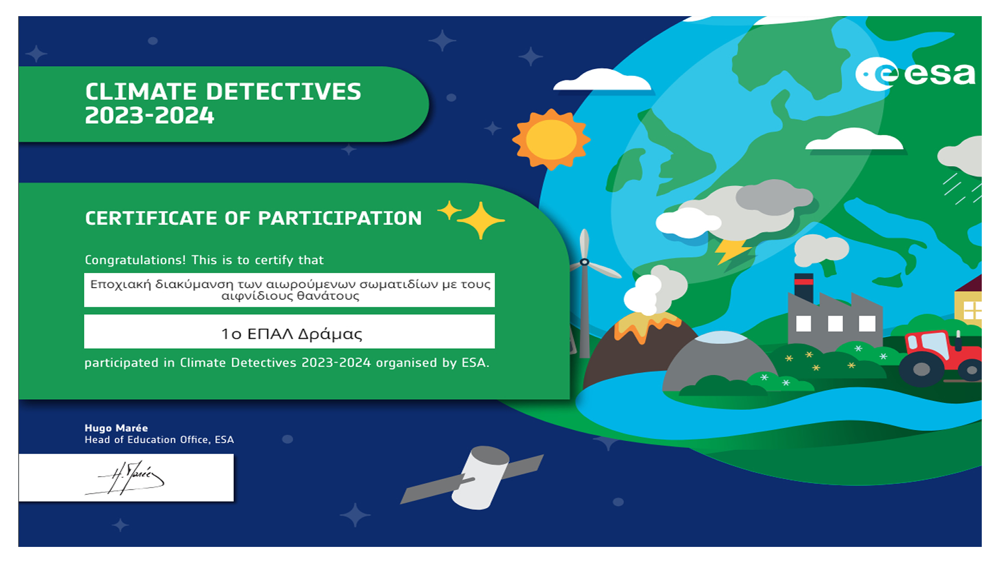 esa
CLIMATE DETECTIVES
2023-2024
CERTIFICATE OF PARTICIPATION
Congratulations! This is to certify that
Εποχιακή διακύμανση των αιωρούμενων σωματιδίων με τους
αιφνίδιους θανάτους
1ο ΕΠΑΛ Δράμας
participated in Climate Detectives 2023-2024 organised by ESA.
Hugo Marée
Head of Education Office, ESA
H. Marée